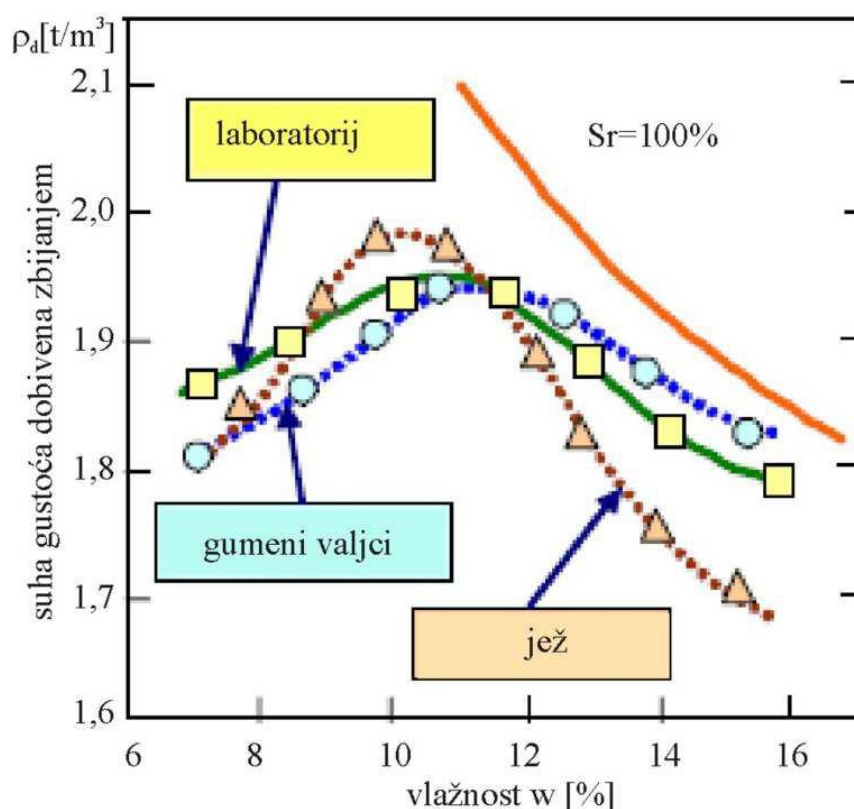 ρd[t/m³]
2,1
2,0
1,9
1,8
1,7
1,6
suha gustoća dobivena zbijanjem
laboratorij
Sr=100%
gumeni valjci
jež
6 8 10 12 14 16
vlažnost w [%]